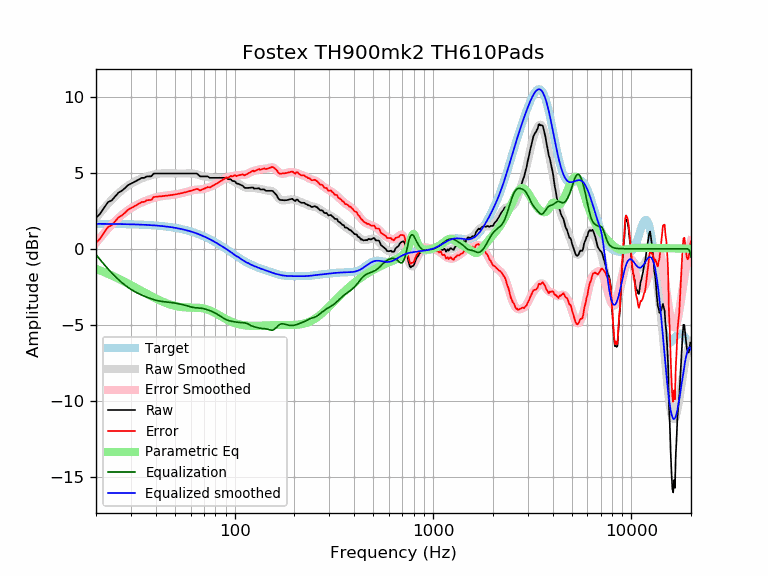 Fostex TH900mk2 TH610Pads
Amplitude (dBr)
10
5
0
−5
−10
−15
Target
Raw Smoothed
Error Smoothed
Raw
Error
Parametric Eq
Equalization
Equalized smoothed
100 1000 10000
Frequency (Hz)